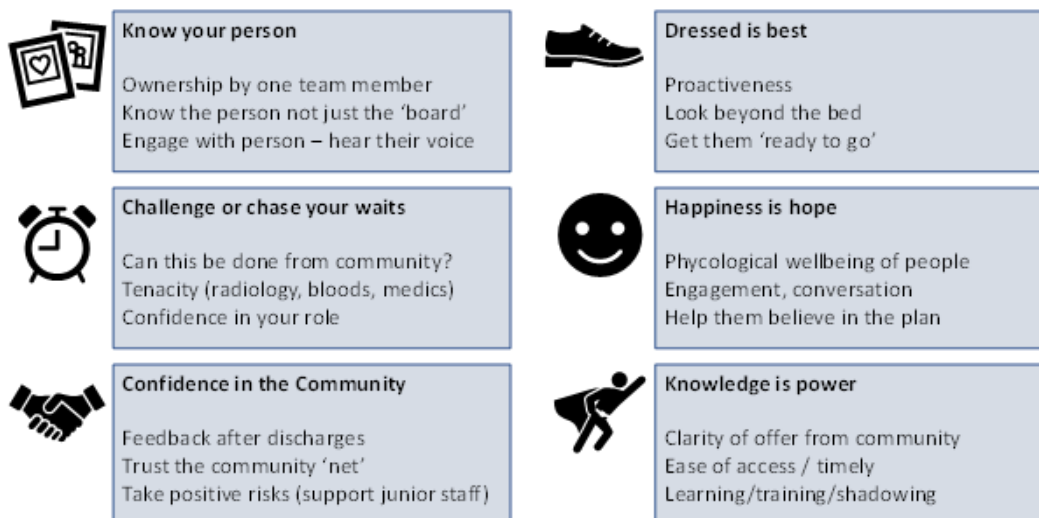 Know your person
Ownership by one team member
Know the person not just the ‘board’
Engage with person – hear their voice
Dressed is best
Proactiveness
Look beyond the bed
Get them ‘ready to go’
Challenge or chase your waits
Can this be done from community?
Tenacity (radiology, bloods, medics)
Confidence in your role
Happiness is hope
Phycological wellbeing of people
Engagement, conversation
Help them believe in the plan
Confidence in the Community
Feedback after discharges
Trust the community ‘net’
Take positive risks (support junior staff)
Knowledge is power
Clarity of offer from community
Ease of access / timely
Learning/training/shadowing